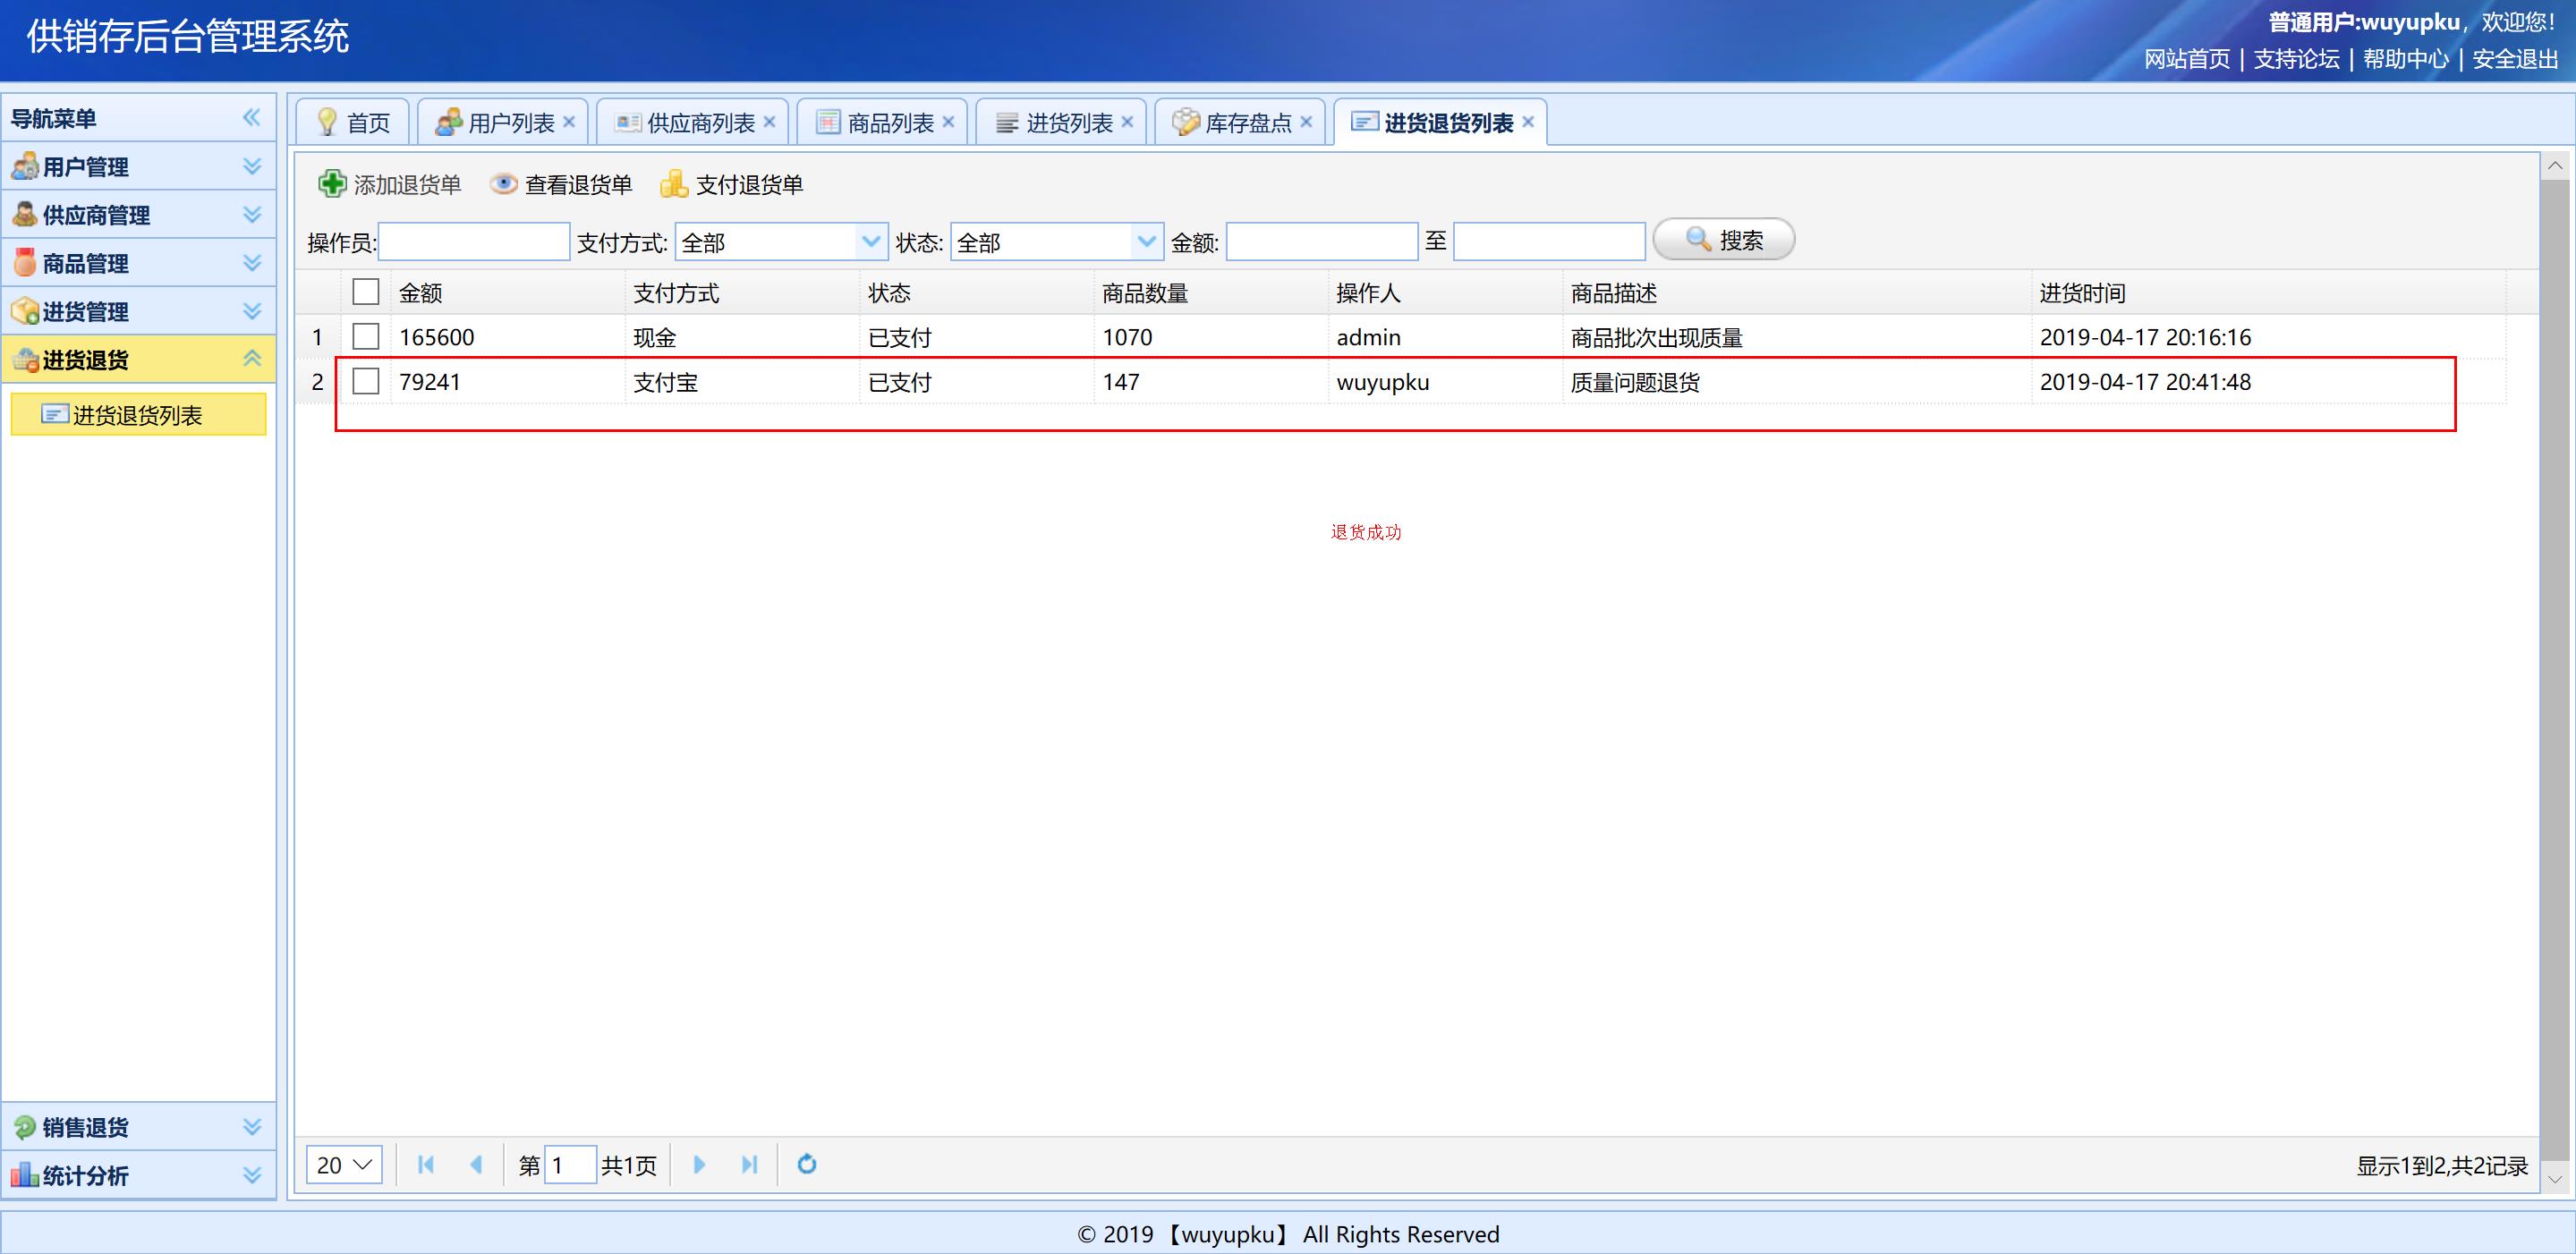 供销存后台管理系统
普通用户:wuyupku，欢迎您！
网站首页 | 支持论坛 | 帮助中心 | 安全退出
导航菜单
用户管理
供应商管理
商品管理
进货管理
进货退货
进货退货列表
销售退货
统计分析
首页 用户列表 供应商列表 商品列表 进货列表 库存盘点 进货退货列表
添加退货单 查看退货单 支付退货单
操作员: 支付方式: 全部 状态: 全部 金额: 至 搜索
金额 支付方式 状态 商品数量 操作人 商品描述 进货时间
1 165600 现金 已支付 1070 admin 商品批次出现质量 2019-04-17 20:16:16
2 79241 支付宝 已支付 147 wuyupku 质量问题退货 2019-04-17 20:41:48
退货成功
20 第 1 共1页 显示1到2,共2记录
© 2019 【wuyupku】 All Rights Reserved